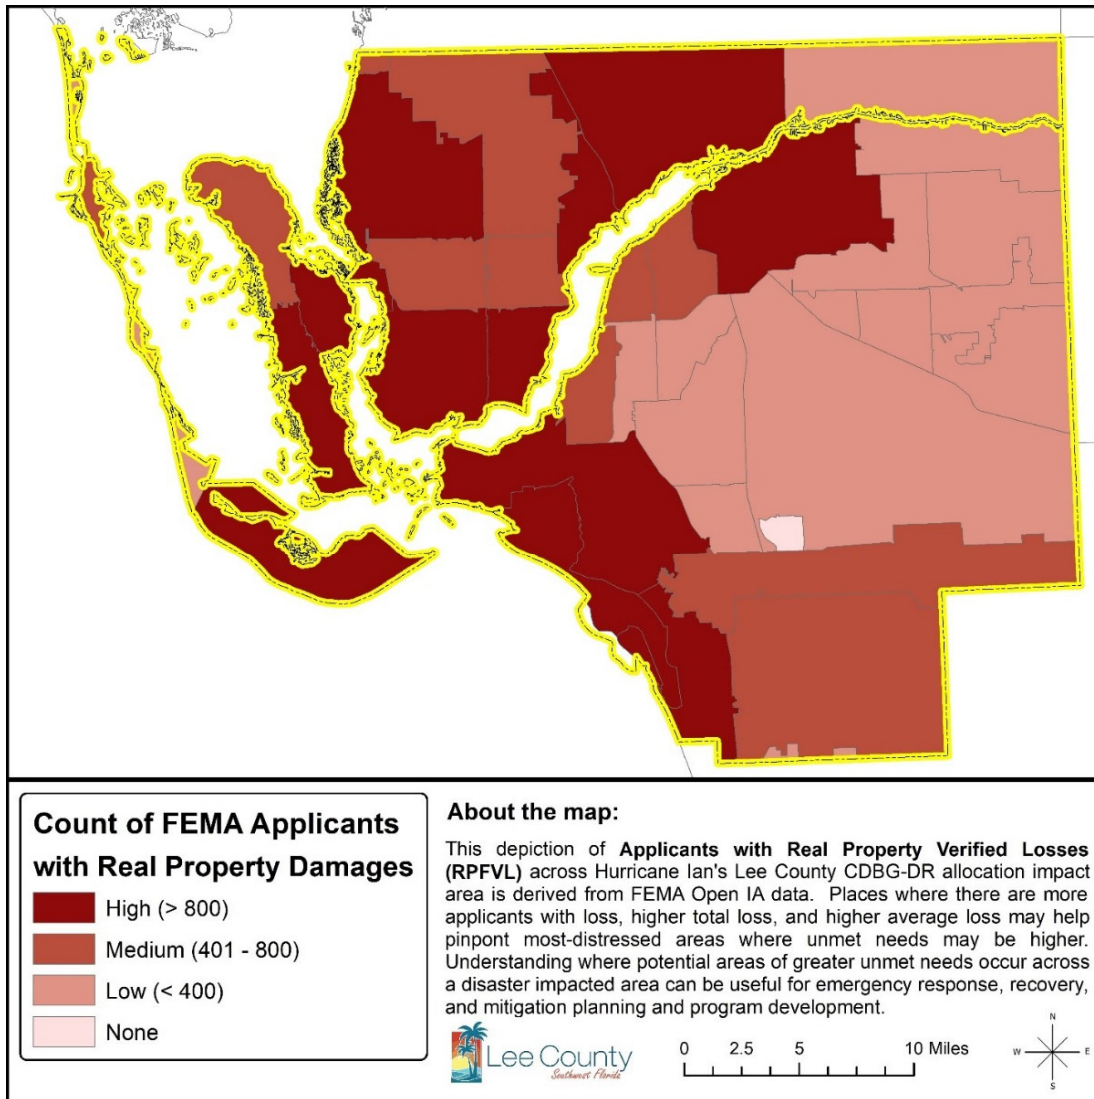 Count of FEMA Applicants
with Real Property Damages
High (> 800)
Medium (401 - 800)
Low (< 400)
None
About the map:
This depiction of Applicants with Real Property Verified Losses
(RPFVL) across Hurricane Ian's Lee County CDBG-DR allocation impact
area is derived from FEMA Open IA data. Places where there are more
applicants with loss, higher total loss, and higher average loss may help
pinpont most-distressed areas where unmet needs may be higher.
Understanding where potential areas of greater unmet needs occur across
a disaster impacted area can be useful for emergency response, recovery,
and mitigation planning and program development.
Lee County
Southwest Florida
0 2.5 5 10 Miles
N
W E
S